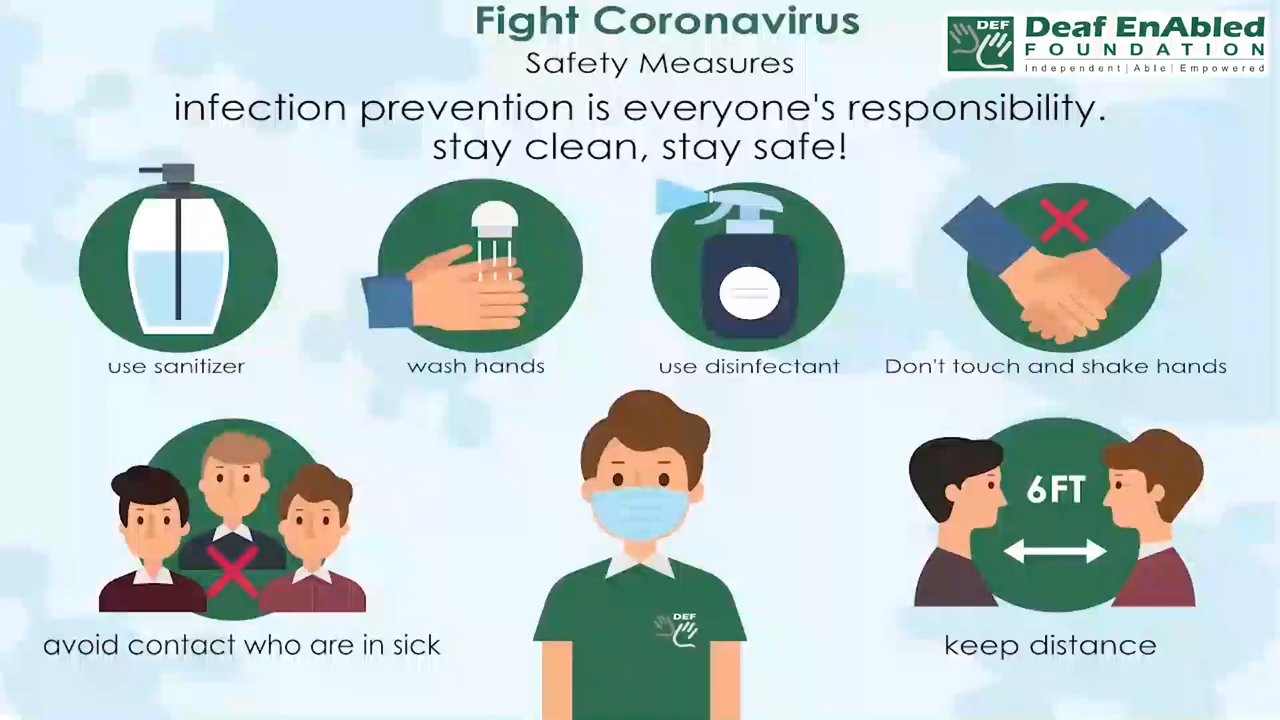 Fight Coronavirus
Safety Measures
DEF
Deaf EnAbled
FOUNDATION
Independent | Able | Empowered
infection prevention is everyone's responsibility.
stay clean, stay safe!
use sanitizer
wash hands
use disinfectant
Don't touch and shake hands
6FT
DEF
avoid contact who are in sick
keep distance